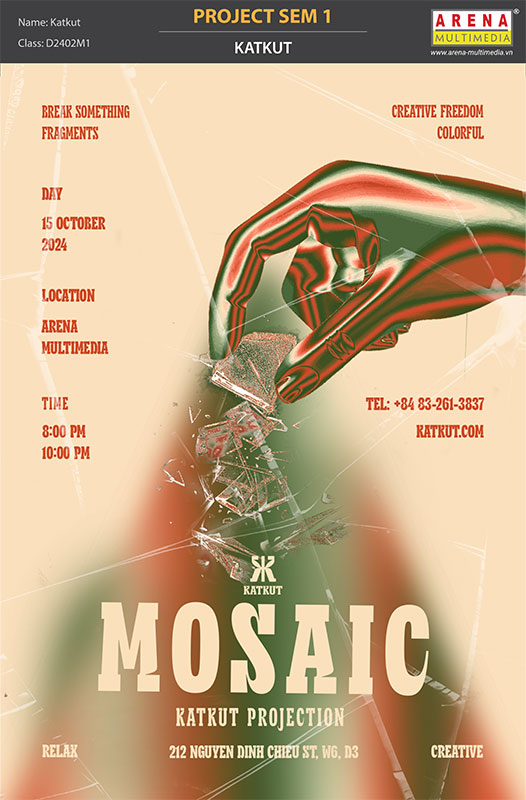 Name: Katkut
Class: D2402M1
PROJECT SEM 1
KATKUT
ARENA®
MULTIMEDIA
www.arena-multimedia.vn
BREAK SOMETHING
FRAGMENTS
CREATIVE FREEDOM
COLORFUL
DAY
15 OCTOBER
2024
LOCATION
ARENA
MULTIMEDIA
TIME
8:00 PM
10:00 PM
TEL: +84 83-261-3837
KATKUT.COM
KATKUT
MOSAIC
KATKUT PROJECTION
RELAX
212 NGUYEN DINH CHIEU ST, W6, D3
CREATIVE